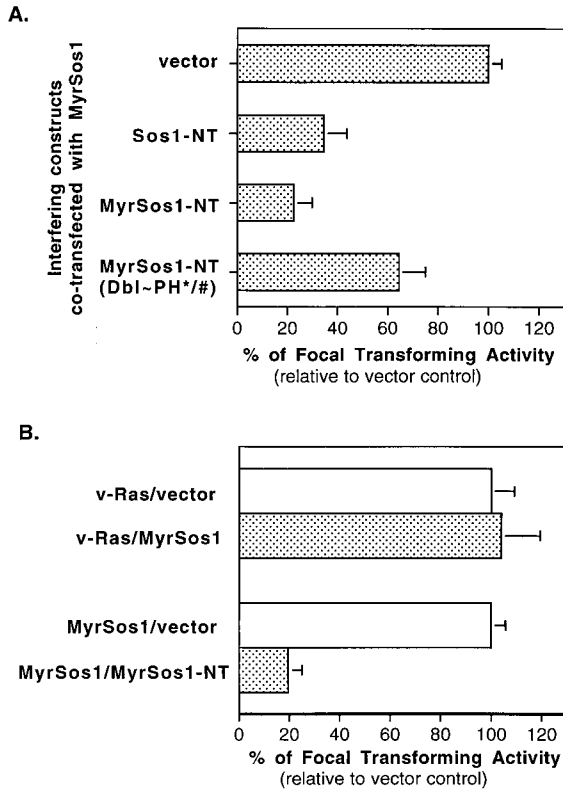 A.
Interfering constructs
co-transfected with MyrSos1
vector
Sos1-NT
MyrSos1-NT
MyrSos1-NT
(Dbl~PH*/#)
0 20 40 60 80 100 120
% of Focal Transforming Activity
(relative to vector control)
B.
v-Ras/vector
v-Ras/MyrSos1
MyrSos1/vector
MyrSos1/MyrSos1-NT
0 20 40 60 80 100 120
% of Focal Transforming Activity
(relative to vector control)